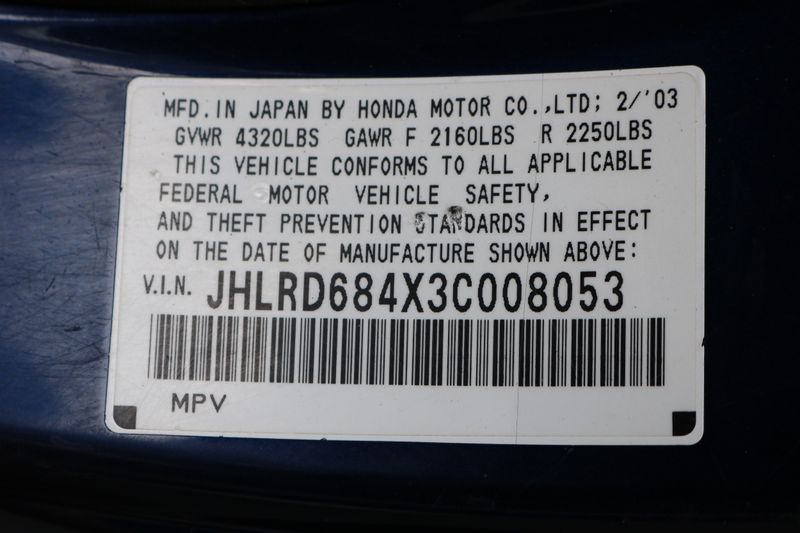 MFD. IN JAPAN BY HONDA MOTOR CO.,LTD; 2/'03
GVWR 4320LBS GAWR F 2160LBS R 2250LBS
THIS VEHICLE CONFORMS TO ALL APPLICABLE
FEDERAL MOTOR VEHICLE SAFETY,
AND THEFT PREVENTION STANDARDS IN EFFECT
ON THE DATE OF MANUFACTURE SHOWN ABOVE:
V.I.N. JHLRD684X3C008053
MPV